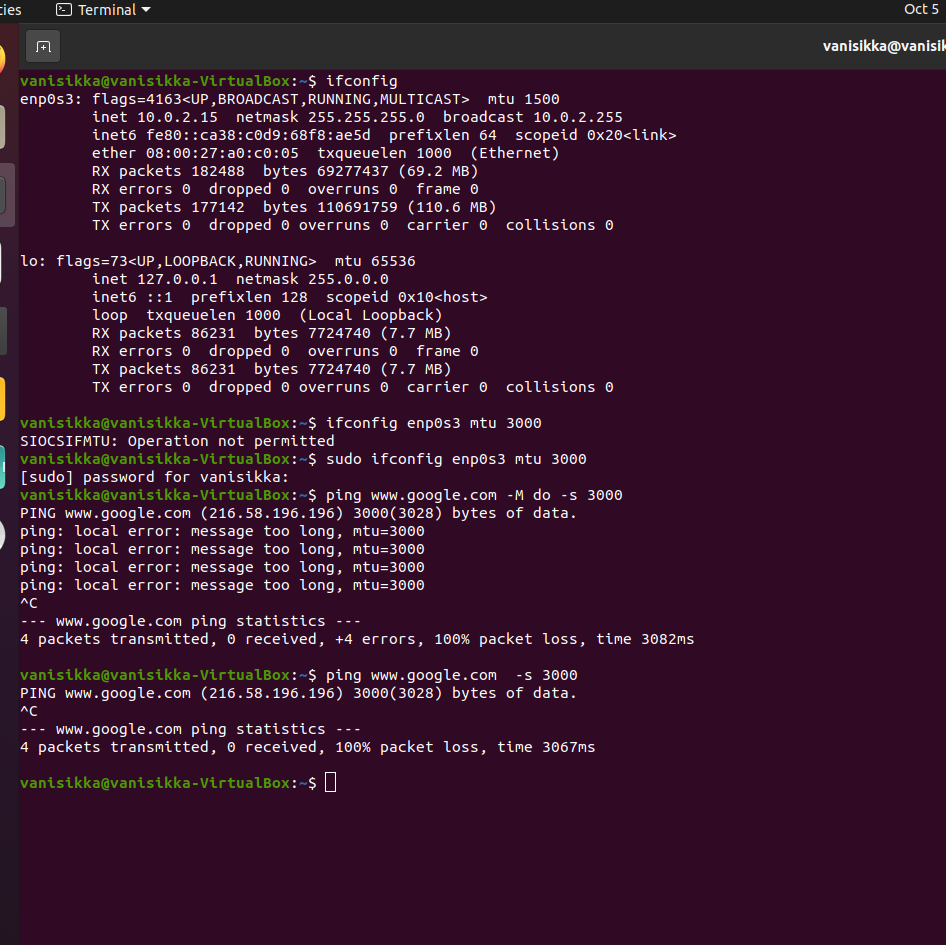 Terminal
Oct 5
vanisikka@vanisikka-VirtualBox:~$ ifconfig
enp0s3: flags=4163<UP,BROADCAST,RUNNING,MULTICAST>  mtu 1500
        inet 10.0.2.15  netmask 255.255.255.0  broadcast 10.0.2.255
        inet6 fe80::ca38:c0d9:68f8:ae5d  prefixlen 64  scopeid 0x20<link>
        ether 08:00:27:a0:c0:05  txqueuelen 1000  (Ethernet)
        RX packets 182488  bytes 69277437 (69.2 MB)
        RX errors 0  dropped 0  overruns 0  frame 0
        TX packets 177142  bytes 110691759 (110.6 MB)
        TX errors 0  dropped 0 overruns 0  carrier 0  collisions 0

lo: flags=73<UP,LOOPBACK,RUNNING>  mtu 65536
        inet 127.0.0.1  netmask 255.0.0.0
        inet6 ::1  prefixlen 128  scopeid 0x10<host>
        loop  txqueuelen 1000  (Local Loopback)
        RX packets 86231  bytes 7724740 (7.7 MB)
        RX errors 0  dropped 0  overruns 0  frame 0
        TX packets 86231  bytes 7724740 (7.7 MB)
        TX errors 0  dropped 0 overruns 0  carrier 0  collisions 0

vanisikka@vanisikka-VirtualBox:~$ ifconfig enp0s3 mtu 3000
SIOCSIFMTU: Operation not permitted
vanisikka@vanisikka-VirtualBox:~$ sudo ifconfig enp0s3 mtu 3000
[sudo] password for vanisikka:
vanisikka@vanisikka-VirtualBox:~$ ping www.google.com -M do -s 3000
PING www.google.com (216.58.196.196) 3000(3028) bytes of data.
ping: local error: message too long, mtu=3000
ping: local error: message too long, mtu=3000
ping: local error: message too long, mtu=3000
ping: local error: message too long, mtu=3000
^C
--- www.google.com ping statistics ---
4 packets transmitted, 0 received, +4 errors, 100% packet loss, time 3082ms

vanisikka@vanisikka-VirtualBox:~$ ping www.google.com  -s 3000
PING www.google.com (216.58.196.196) 3000(3028) bytes of data.
^C
--- www.google.com ping statistics ---
4 packets transmitted, 0 received, 100% packet loss, time 3067ms

vanisikka@vanisikka-VirtualBox:~$